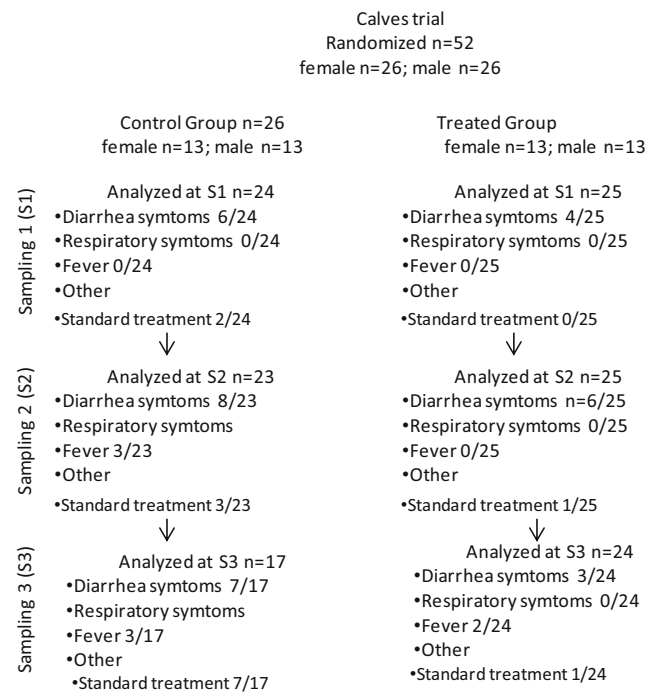 Calves trial
Randomized n=52
female n=26; male n=26
Control Group n=26
female n=13; male n=13
Treated Group
female n=13; male n=13
Sampling 1 (S1)
Analyzed at S1 n=24
•Diarrhea symtoms 6/24
•Respiratory symtoms 0/24
•Fever 0/24
•Other
•Standard treatment 2/24
Analyzed at S1 n=25
•Diarrhea symtoms 4/25
•Respiratory symtoms 0/25
•Fever 0/25
•Other
•Standard treatment 0/25
Sampling 2 (S2)
Analyzed at S2 n=23
•Diarrhea symtoms 8/23
•Respiratory symtoms
•Fever 3/23
•Other
•Standard treatment 3/23
Analyzed at S2 n=25
•Diarrhea symtoms n=6/25
•Respiratory symtoms 0/25
•Fever 0/25
•Other
•Standard treatment 1/25
Sampling 3 (S3)
Analyzed at S3 n=17
•Diarrhea symtoms 7/17
•Respiratory symtoms
•Fever 3/17
•Other
•Standard treatment 7/17
Analyzed at S3 n=24
•Diarrhea symtoms 3/24
•Respiratory symtoms 0/24
•Fever 2/24
•Other
•Standard treatment 1/24